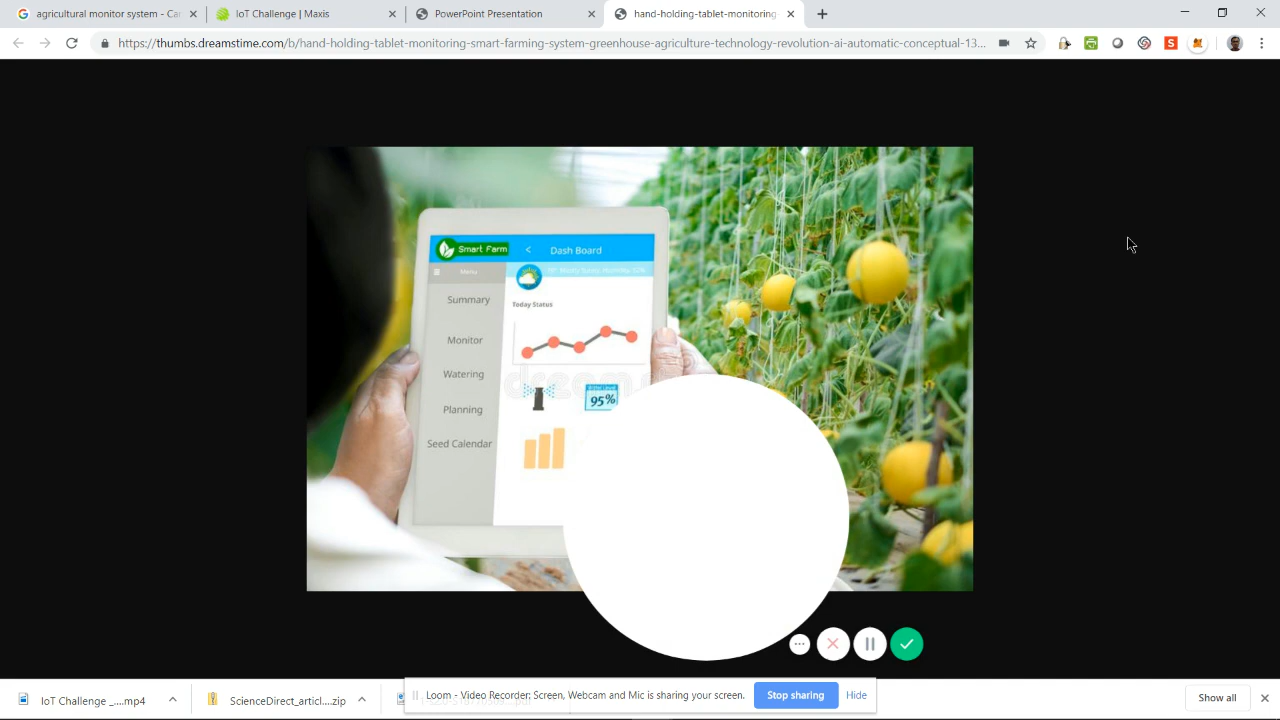 agricultural monitor system - Ca
IoT Challenge | Maxis
PowerPoint Presentation
hand-holding-tablet-monitoring
https://thumbs.dreamstime.com/b/hand-holding-tablet-monitoring-smart-farming-system-greenhouse-agriculture-technology-revolution-ai-automatic-conceptual-13...
Smart Farm
< Dash Board
Menu
Summary
Today Status
Monitor
Watering
95%
Planning
Seed Calendar
Loom - Video Recorder: Screen, Webcam and Mic is sharing your screen.
Stop sharing
Hide
IoT Challenge _....mp4
ScienceDirect_articl....zip
Show all